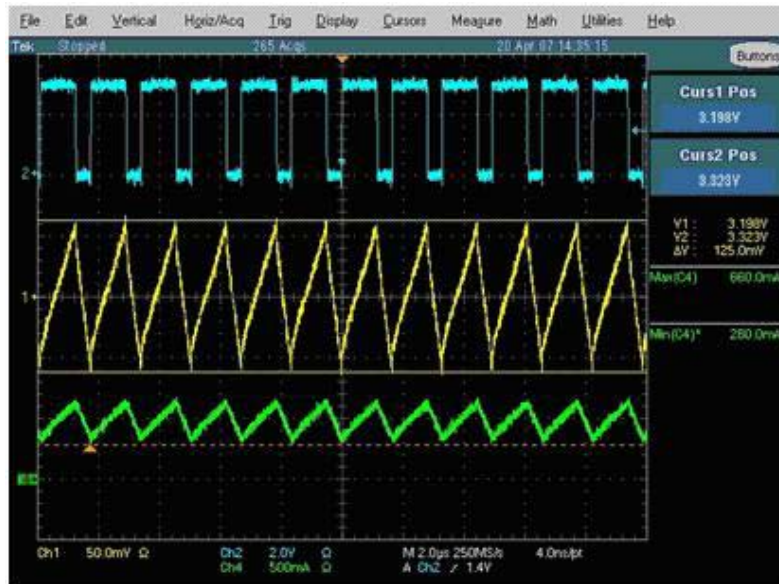 File Edit Vertical Horiz/Acq Trig Display Cursors Measure Math Utilities Help
Tek Stopped 265 Acqs 20 Apr 07 14:35:15
Buttons
Curs1 Pos
3.198V
Curs2 Pos
3.323V
2
V1: 3.198V
V2: 3.323V
ΔV: 125.0mV
Max(C4) 660.0mA
1
Min(C4)* 280.0mA
Ch1 50.0mV Ω Ch2 2.0V Ω M 2.0µs 250MS/s 4.0ns/pt
Ch4 500mA Ω A Ch2 / 1.4V